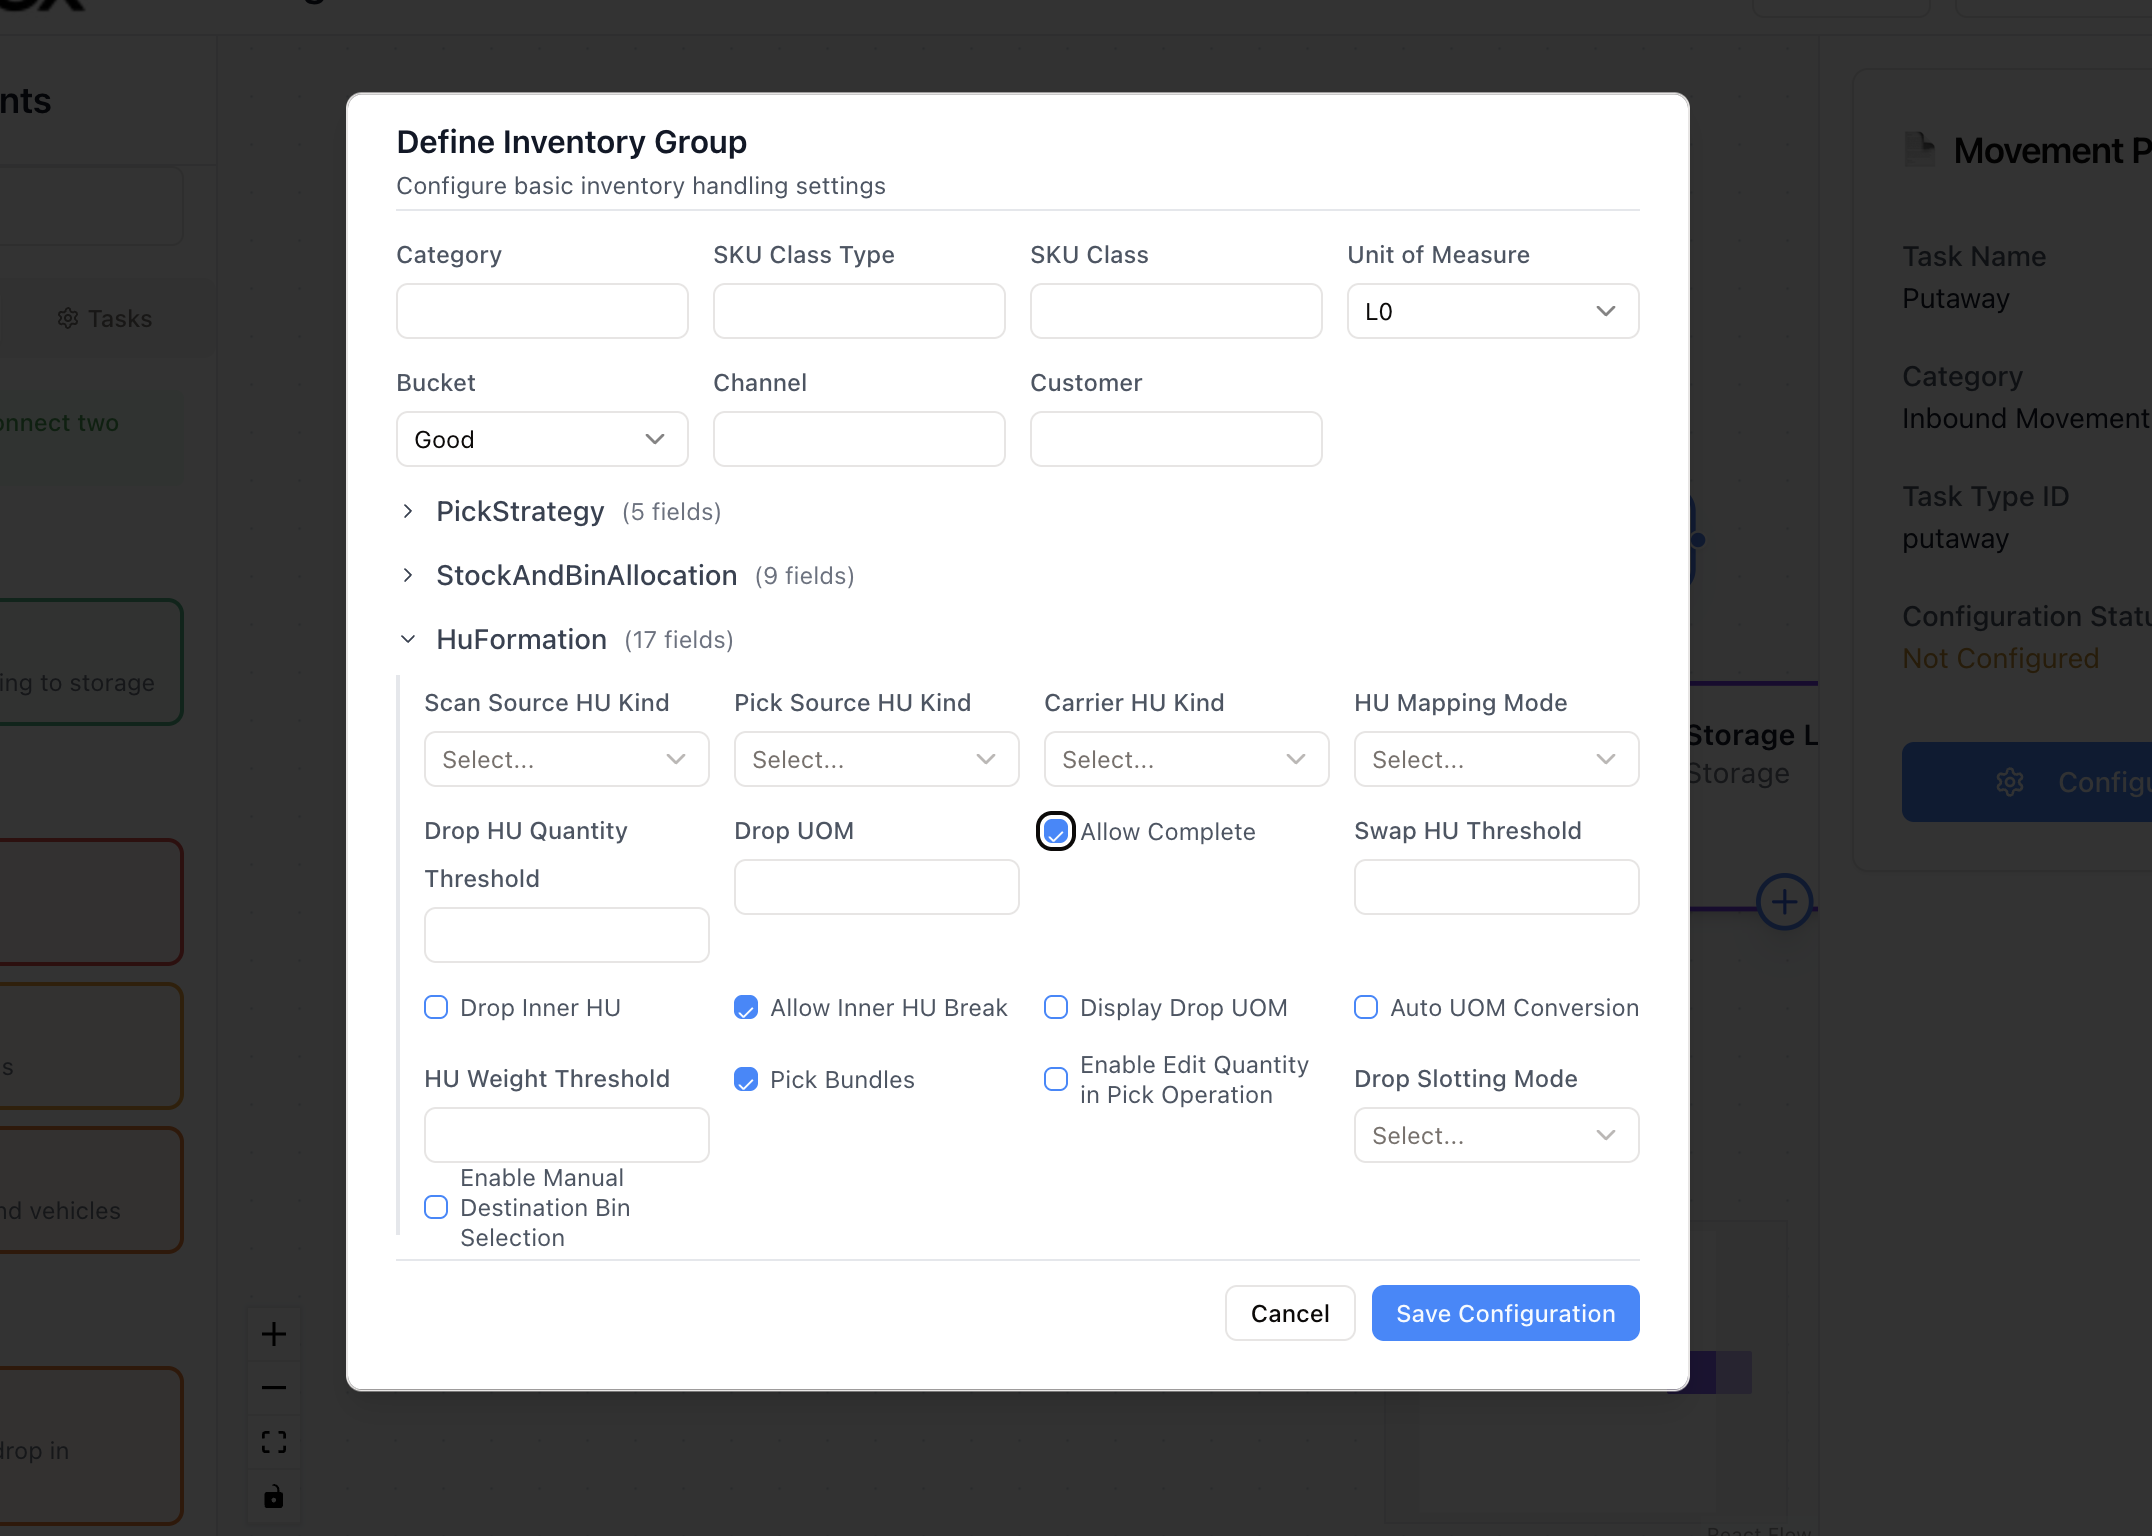 nts
Tasks
onnect two
ing to storage
s
nd vehicles
drop in
Define Inventory Group
Configure basic inventory handling settings
Category
SKU Class Type
SKU Class
Unit of Measure
L0
Bucket
Channel
Customer
Good
PickStrategy (5 fields)
StockAndBinAllocation (9 fields)
HuFormation (17 fields)
Scan Source HU Kind
Pick Source HU Kind
Carrier HU Kind
HU Mapping Mode
Select...
Select...
Select...
Select...
Drop HU Quantity
Threshold
Drop UOM
Allow Complete
Swap HU Threshold
Drop Inner HU
Allow Inner HU Break
Display Drop UOM
Auto UOM Conversion
HU Weight Threshold
Pick Bundles
Enable Edit Quantity
in Pick Operation
Drop Slotting Mode
Select...
Enable Manual
Destination Bin
Selection
Cancel
Save Configuration
Storage L
Storage
Movement P
Task Name
Putaway
Category
Inbound Movement
Task Type ID
putaway
Configuration Statu
Not Configured
Configu
React Flow